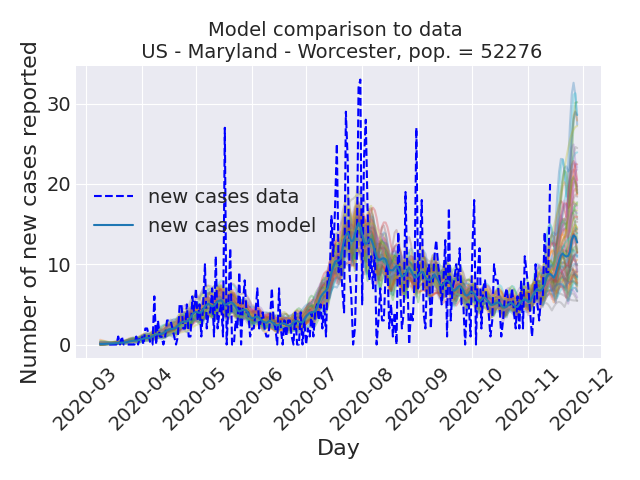 Model comparison to data
US - Maryland - Worcester, pop. = 52276
Number of new cases reported
30
20
10
0
new cases data
new cases model
2020-03
2020-04
2020-05
2020-06
2020-07
2020-08
2020-09
2020-10
2020-11
2020-12
Day